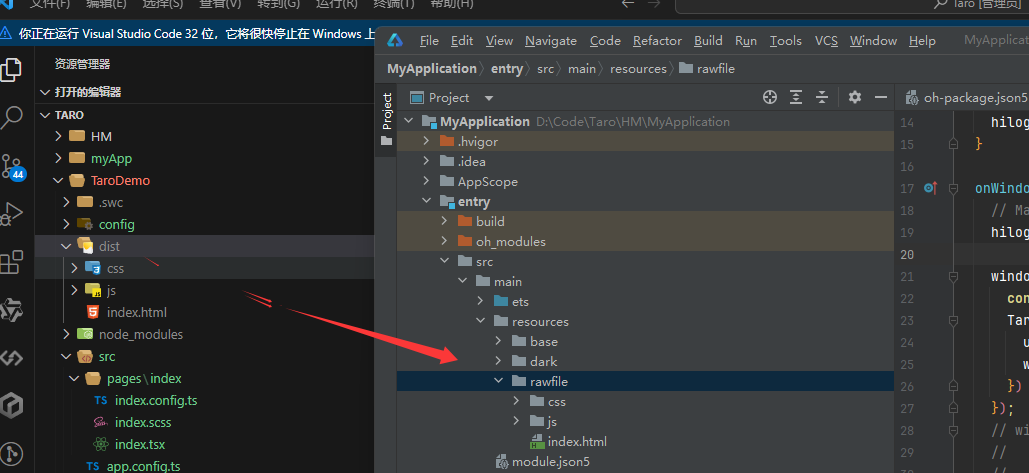 文件(F) 编辑(E) 选择(S) 查看(V) 转到(G) 运行(R) 终端(T) 帮助(H)
Taro [管理员]
你正在运行 Visual Studio Code 32 位，它将很快停止在 Windows 上
资源管理器
打开的编辑器
TARO
HM
myApp
TaroDemo
.swc
config
dist
css
js
index.html
node_modules
src
pages\index
TS index.config.ts
index.scss
index.tsx
TS app.config.ts
44
File Edit View Navigate Code Refactor Build Run Tools VCS Window Help MyApplicat
MyApplication entry src main resources rawfile
Project
Project
MyApplication D:\Code\Taro\HM\MyApplication
.hvigor
.idea
AppScope
entry
build
oh_modules
src
main
ets
resources
base
dark
rawfile
css
js
index.html
module.json5
oh-package.json5
14 hilog
15 }
16
17 onWindo
18 // Ma
19 hilog
20
21 windo
22 con
23 Tar
24 u
25 w
26 })
27 });
28 // wi
29 //
30 //